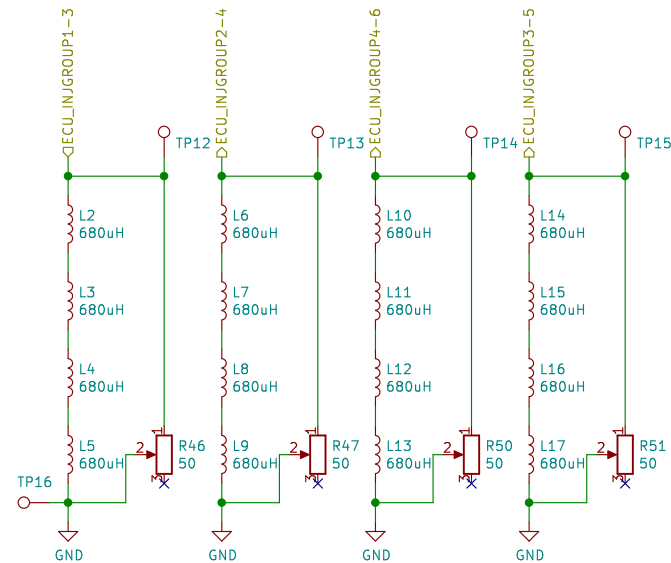 ECU_INJGROUP1-3
ECU_INJGROUP2-4
ECU_INJGROUP4-6
ECU_INJGROUP3-5
TP12
TP13
TP14
TP15
L2
680uH
L6
680uH
L10
680uH
L14
680uH
L3
680uH
L7
680uH
L11
680uH
L15
680uH
L4
680uH
L8
680uH
L12
680uH
L16
680uH
L5
680uH
1
2
3
R46
50
L9
680uH
1
2
3
R47
50
L13
680uH
1
2
3
R50
50
L17
680uH
1
2
3
R51
50
TP16
GND
GND
GND
GND